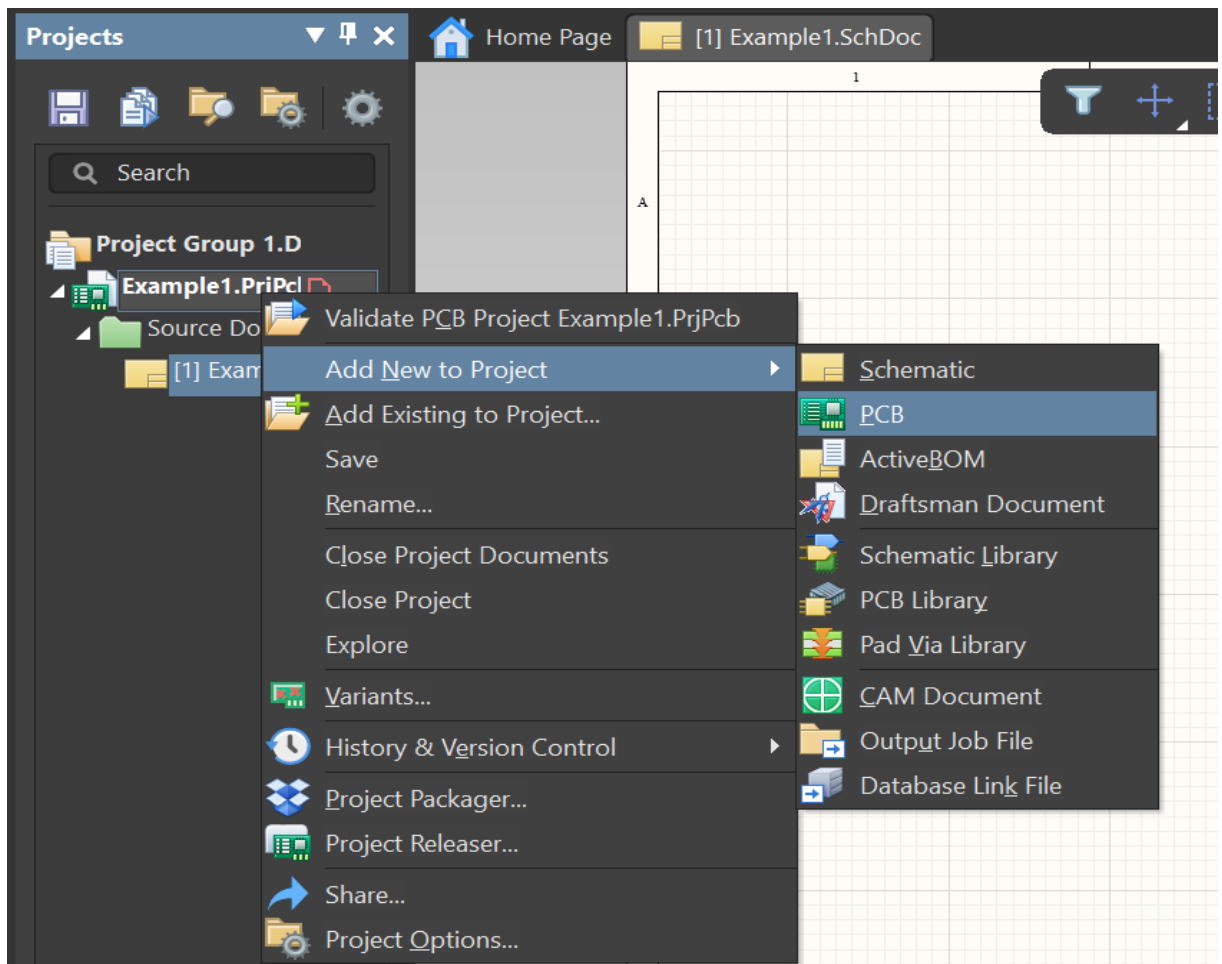 Projects
Home Page
[1] Example1.SchDoc
1
Search
A
Project Group 1.D
Example1.PrjPcl
Source Do
[1] Exam
Validate PCB Project Example1.PrjPcb
Add New to Project
Add Existing to Project...
Save
Rename...
Close Project Documents
Close Project
Explore
Variants...
History & Version Control
Project Packager...
Project Releaser...
Share...
Project Options...
Schematic
PCB
ActiveBOM
Draftsman Document
Schematic Library
PCB Library
Pad Via Library
CAM Document
Output Job File
Database Link File